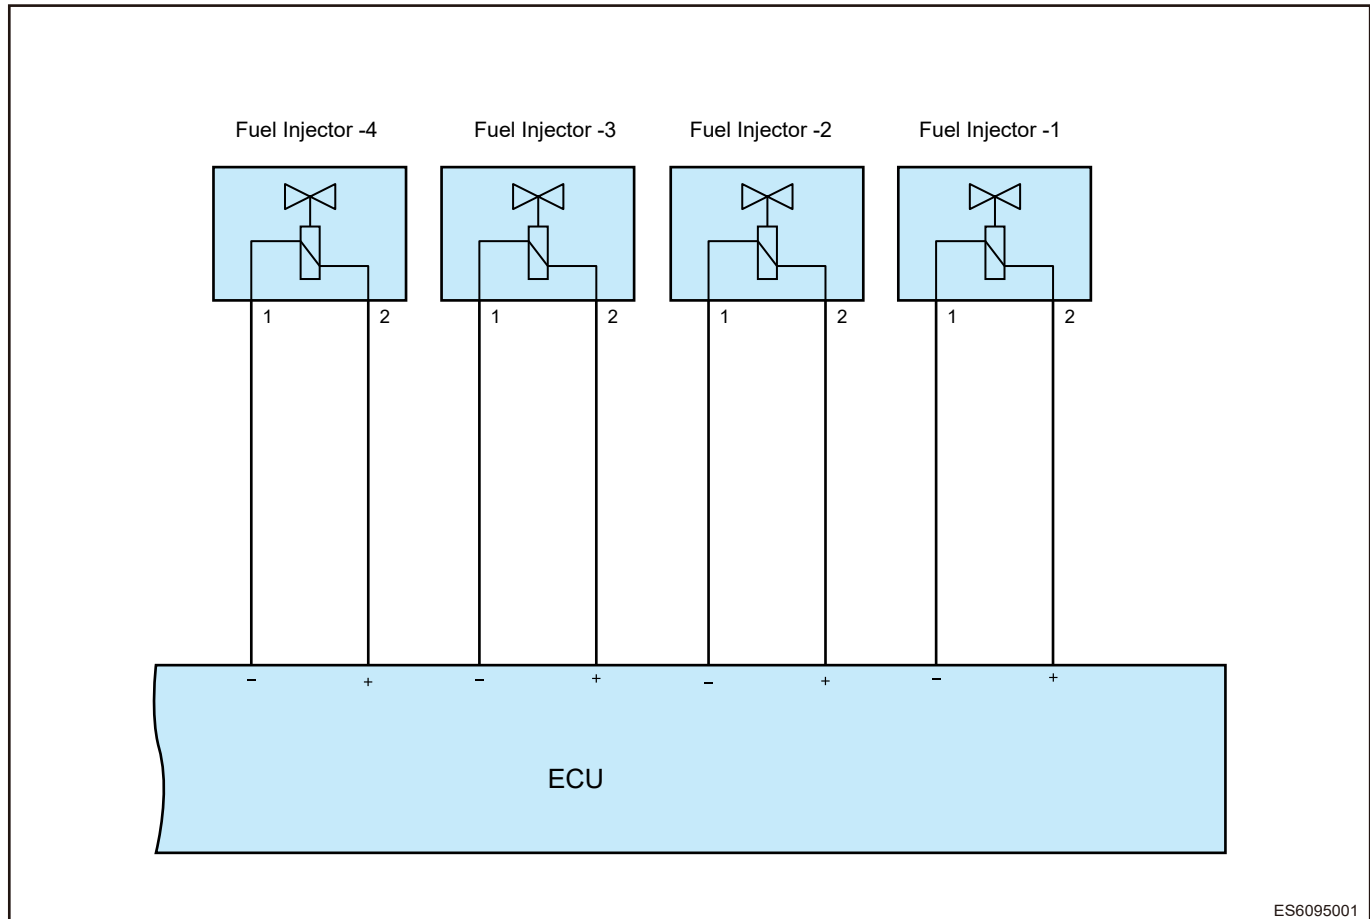 Fuel Injector -4 Fuel Injector -3 Fuel Injector -2 Fuel Injector -1
1 2 1 2 1 2 1 2
– + – + – + – +
ECU
ES6095001